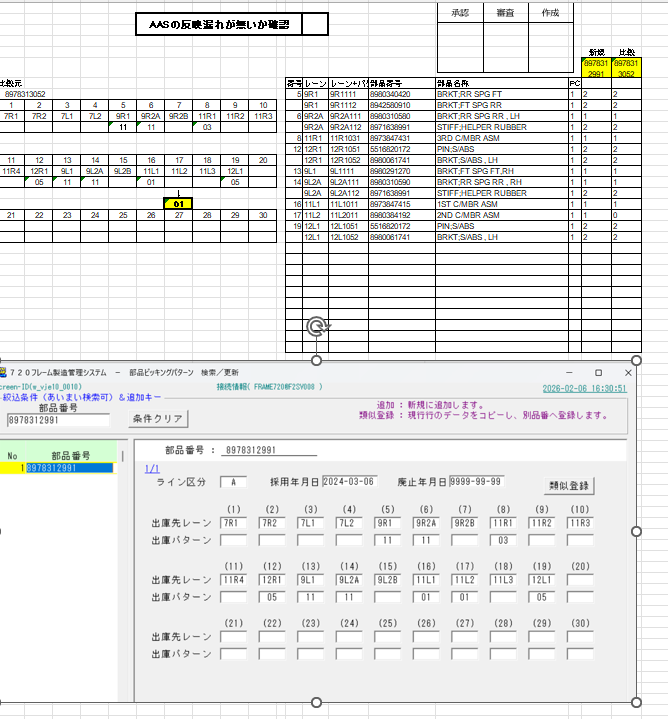 AASの反映漏れが無いか確認
承認 審査 作成
新規 比較
897831 897831
2991 3052
比較元
8978313052
1 2 3 4 5 6 7 8 9 10
7R1 7R2 7L1 7L2 9R1 9R2A 9R2B 11R1 11R2 11R3
11 11 03
11 12 13 14 15 16 17 18 19 20
11R4 12R1 9L1 9L2A 9L2B 11L1 11L2 11L3 12L1
05 11 11 01 05
↓
01
21 22 23 24 25 26 27 28 29 30
番号 レーン レーン+パ 部品番号 部品名称 PC
5 9R1 9R1111 8980340420 BRKT;RR SPG FT 1 2 2
9R1 9R1112 8942580910 BRKT;FT SPG RR 1 2 2
6 9R2A 9R2A111 8980310580 BRKT;RR SPG RR , LH 1 1 1
9R2A 9R2A112 8971638991 STIFF;HELPER RUBBER 1 2 2
8 11R1 11R1031 8973847431 3RD C/MBR ASM 1 1 1
12 12R1 12R1051 5516820172 PIN;S/ABS 1 2 2
12R1 12R1052 8980061741 BRKT;S/ABS , LH 1 2 2
13 9L1 9L1111 8980291270 BRKT;FT SPG FT,RH 1 1 1
14 9L2A 9L2A111 8980310590 BRKT;RR SPG RR , RH 1 1 1
9L2A 9L2A112 8971638991 STIFF;HELPER RUBBER 1 2 2
16 11L1 11L1011 8973847415 1ST C/MBR ASM 1 1 1
17 11L2 11L2011 8980384192 2ND C/MBR ASM 1 1 0
19 12L1 12L1051 5516820172 PIN;S/ABS 1 2 2
12L1 12L1052 8980061741 BRKT;S/ABS , LH 1 2 2
720フレーム製造管理システム － 部品ピッキングパターン 検索／更新
creen-ID(w_vje10_0010) 接続情報( FRAME720WF2SV008 ) 2026-02-06 16:30:51
絞込条件（あいまい検索可）＆追加キー
部品番号
8978312991 条件クリア
追加 : 新規に追加します。
類似登録 : 現行行のデータをコピーし、別品番へ登録します。
No 部品番号
1 8978312991
部品番号 : 8978312991
1/1
ライン区分 A 採用年月日 2024-03-06 廃止年月日 9999-99-99 類似登録
(1) (2) (3) (4) (5) (6) (7) (8) (9) (10)
出庫先レーン 7R1 7R2 7L1 7L2 9R1 9R2A 9R2B 11R1 11R2 11R3
出庫パターン 11 11 03
(11) (12) (13) (14) (15) (16) (17) (18) (19) (20)
出庫先レーン 11R4 12R1 9L1 9L2A 9L2B 11L1 11L2 11L3 12L1
出庫パターン 05 11 11 01 01 05
(21) (22) (23) (24) (25) (26) (27) (28) (29) (30)
出庫先レーン
出庫パターン